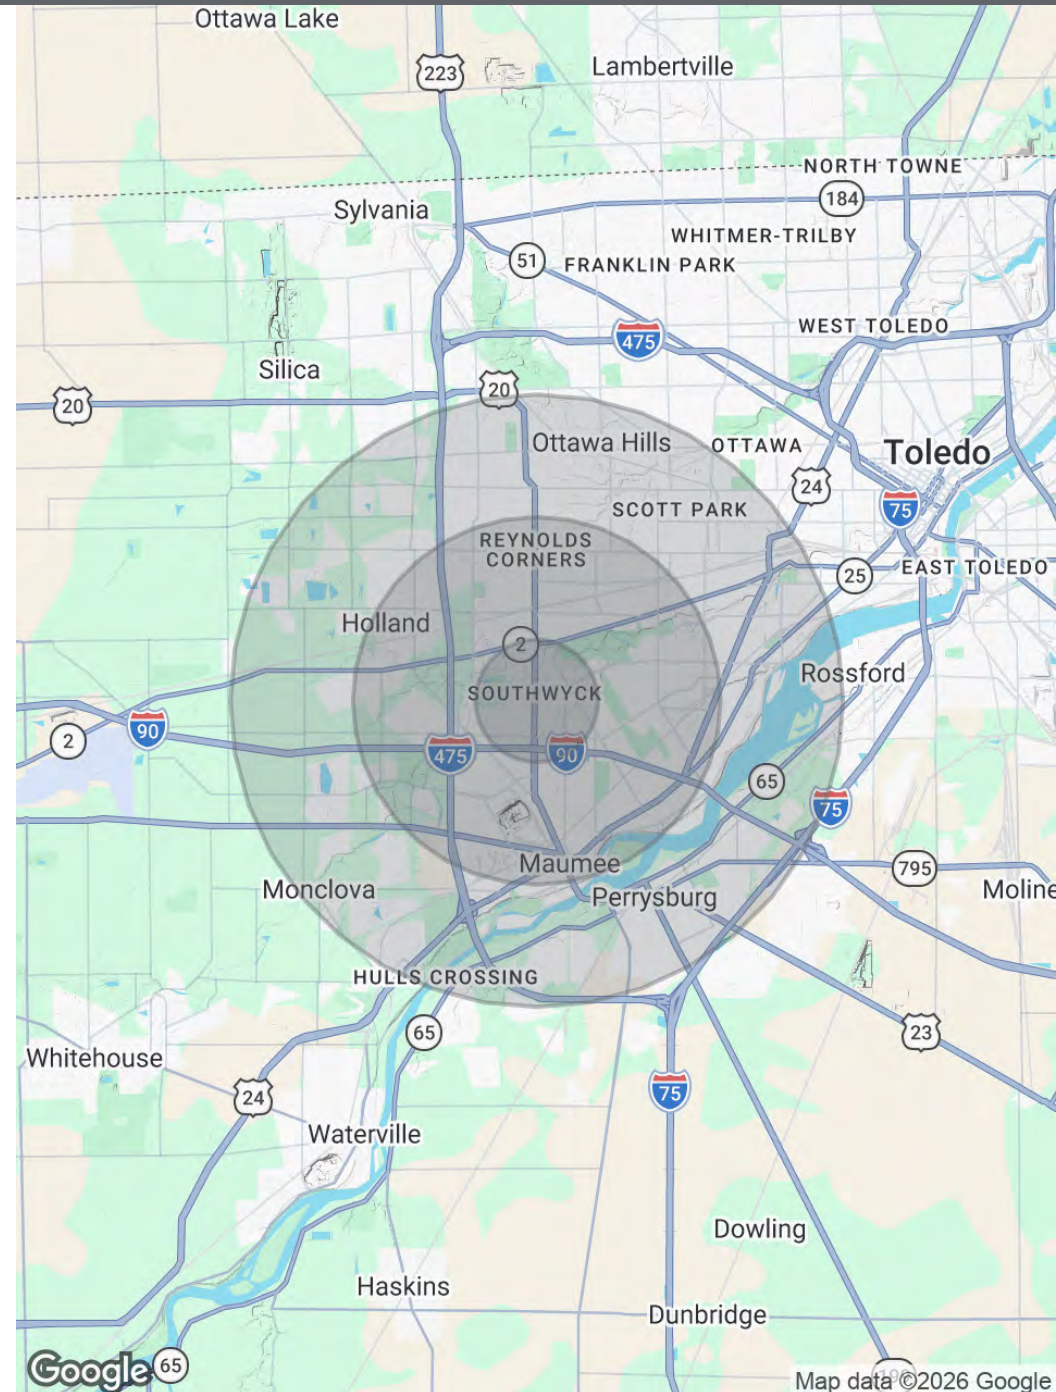 Ottawa Lake
223
Lambertville
NORTH TOWNE
184
Sylvania
WHITMER-TRILBY
51
FRANKLIN PARK
WEST TOLEDO
475
Silica
20
20
Ottawa Hills
OTTAWA
Toledo
24
75
SCOTT PARK
REYNOLDS
CORNERS
25
EAST TOLEDO
Holland
2
Rossford
SOUTHWYCK
90
2
475
90
65
75
Maumee
795
Monclova
Perrysburg
Moline
HULLS CROSSING
65
23
Whitehouse
24
75
Waterville
Dowling
Haskins
Dunbridge
Google
65
Map data ©2026 Google